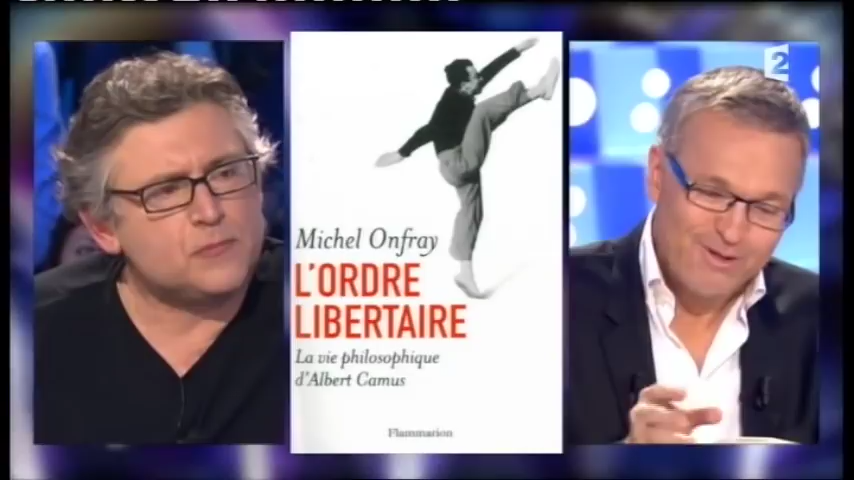 2
Michel Onfray
L'ORDRE
LIBERTAIRE
La vie philosophique
d'Albert Camus
Flammarion